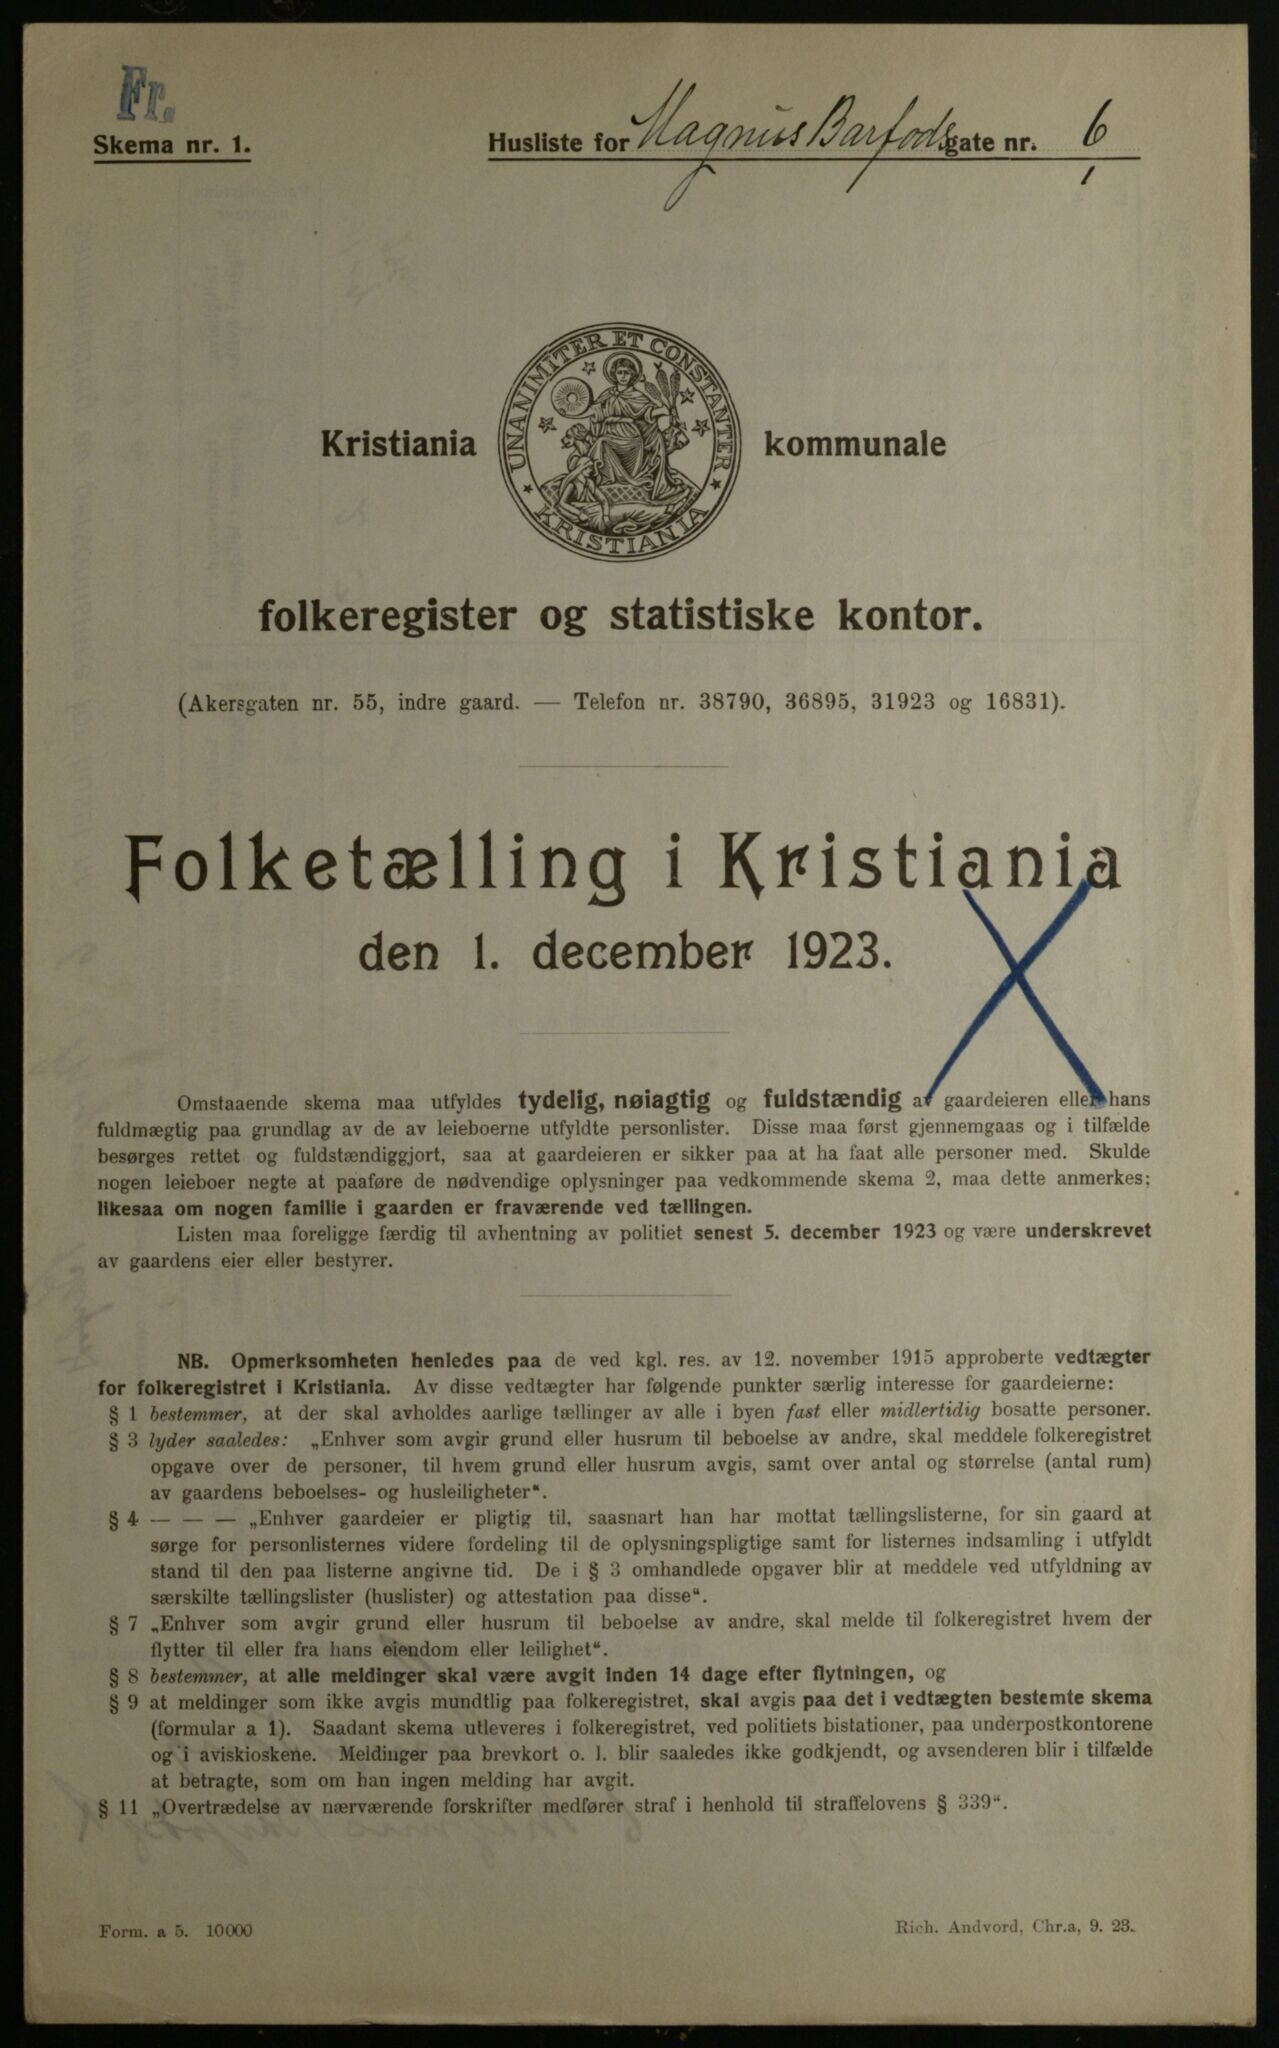 Fr.
Skema nr. 1.
Husliste for Magnus Barfods gate nr. 6
1
UNANIMITER ET CONSTANTER
KRISTIANIA
Kristiania kommunale
folkeregister og statistiske kontor.
(Akersgaten nr. 55, indre gaard. — Telefon nr. 38790, 36895, 31923 og 16831).
Folketælling i Kristiania
den 1. december 1923.
Omstaaende skema maa utfyldes tydelig, nøiagtig og fuldstændig av gaardeieren eller hans
fuldmægtig paa grundlag av de av leieboerne utfyldte personlister. Disse maa først gjennemgaas og i tilfælde
besørges rettet og fuldstændiggjort, saa at gaardeieren er sikker paa at ha faat alle personer med. Skulde
nogen leieboer negte at paaføre de nødvendige oplysninger paa vedkommende skema 2, maa dette anmerkes;
likesaa om nogen familie i gaarden er fraværende ved tællingen.
Listen maa foreligge færdig til avhentning av politiet senest 5. december 1923 og være underskrevet
av gaardens eier eller bestyrer.
NB. Opmerksomheten henledes paa de ved kgl. res. av 12. november 1915 approberte vedtægter
for folkeregistret i Kristiania. Av disse vedtægter har følgende punkter særlig interesse for gaardeierne:
§ 1 bestemmer, at der skal avholdes aarlige tællinger av alle i byen fast eller midlertidig bosatte personer.
§ 3 lyder saaledes: „Enhver som avgir grund eller husrum til beboelse av andre, skal meddele folkeregistret
opgave over de personer, til hvem grund eller husrum avgis, samt over antal og størrelse (antal rum)
av gaardens beboelses- og husleiligheter“.
§ 4 — — — „Enhver gaardeier er pligtig til, saasnart han har mottat tællingslisterne, for sin gaard at
sørge for personlisternes videre fordeling til de oplysningspligtige samt for listernes indsamling i utfyldt
stand til den paa listerne angivne tid. De i § 3 omhandlede opgaver blir at meddele ved utfyldning av
særskilte tællingslister (huslister) og attestation paa disse“.
§ 7 „Enhver som avgir grund eller husrum til beboelse av andre, skal melde til folkeregistret hvem der
flytter til eller fra hans eiendom eller leilighet“.
§ 8 bestemmer, at alle meldinger skal være avgit inden 14 dage efter flytningen, og
§ 9 at meldinger som ikke avgis mundtlig paa folkeregistret, skal avgis paa det i vedtægten bestemte skema
(formular a 1). Saadant skema utleveres i folkeregistret, ved politiets bistationer, paa underpostkontorene
og i aviskioskene. Meldinger paa brevkort o. l. blir saaledes ikke godkjendt, og avsenderen blir i tilfælde
at betragte, som om han ingen melding har avgit.
§ 11 „Overtrædelse av nærværende forskrifter medfører straf i henhold til straffelovens § 339“.
Form. a 5. 10000
Rich. Andvord, Chr.a, 9. 23.